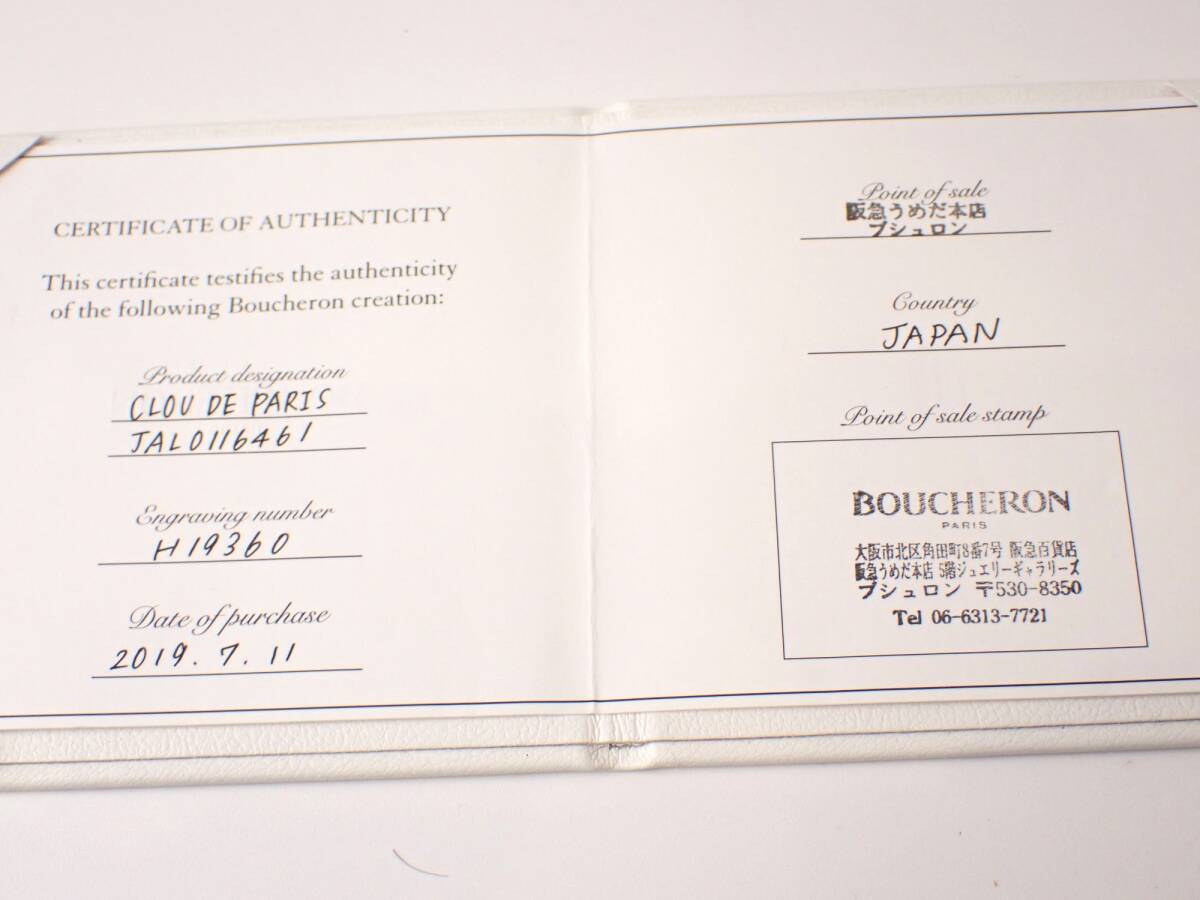 CERTIFICATE OF AUTHENTICITY
This certificate testifies the authenticity
of the following Boucheron creation:
Product designation
CLOU DE PARIS
JAL0116461
Engraving number
H19360
Date of purchase
2019.7.11
Point of sale
阪急うめだ本店
ブシュロン
Country
JAPAN
Point of sale stamp
BOUCHERON
PARIS
大阪市北区角田町8番7号 阪急百貨店
阪急うめだ本店 5階ジュエリーギャラリーズ
ブシュロン 〒530-8350
Tel 06-6313-7721